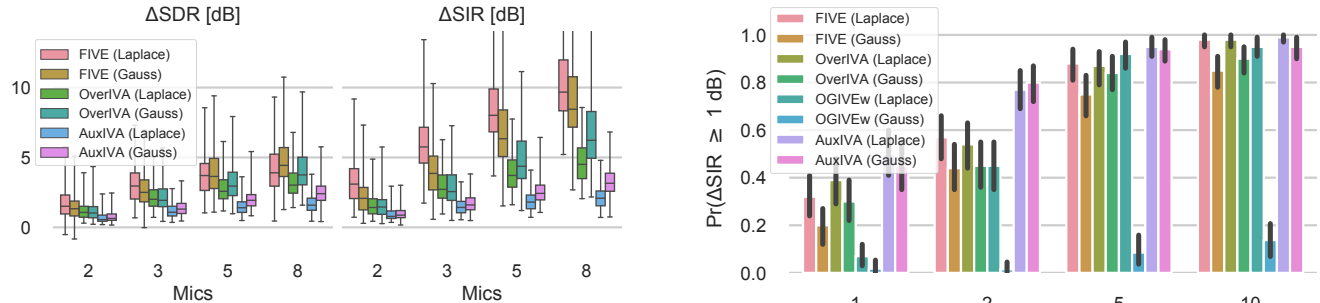 ΔSDR [dB]
ΔSIR [dB]
FIVE (Laplace)
FIVE (Gauss)
OverIVA (Laplace)
OverIVA (Gauss)
AuxIVA (Laplace)
AuxIVA (Gauss)
10
5
0
2
3
5
8
Mics
2
3
5
8
Mics
Pr(ΔSIR ≥ 1 dB)
1.0
0.8
0.6
0.4
0.2
0.0
FIVE (Laplace)
FIVE (Gauss)
OverIVA (Laplace)
OverIVA (Gauss)
OGIVEw (Laplace)
OGIVEw (Gauss)
AuxIVA (Laplace)
AuxIVA (Gauss)
1
2
5
10